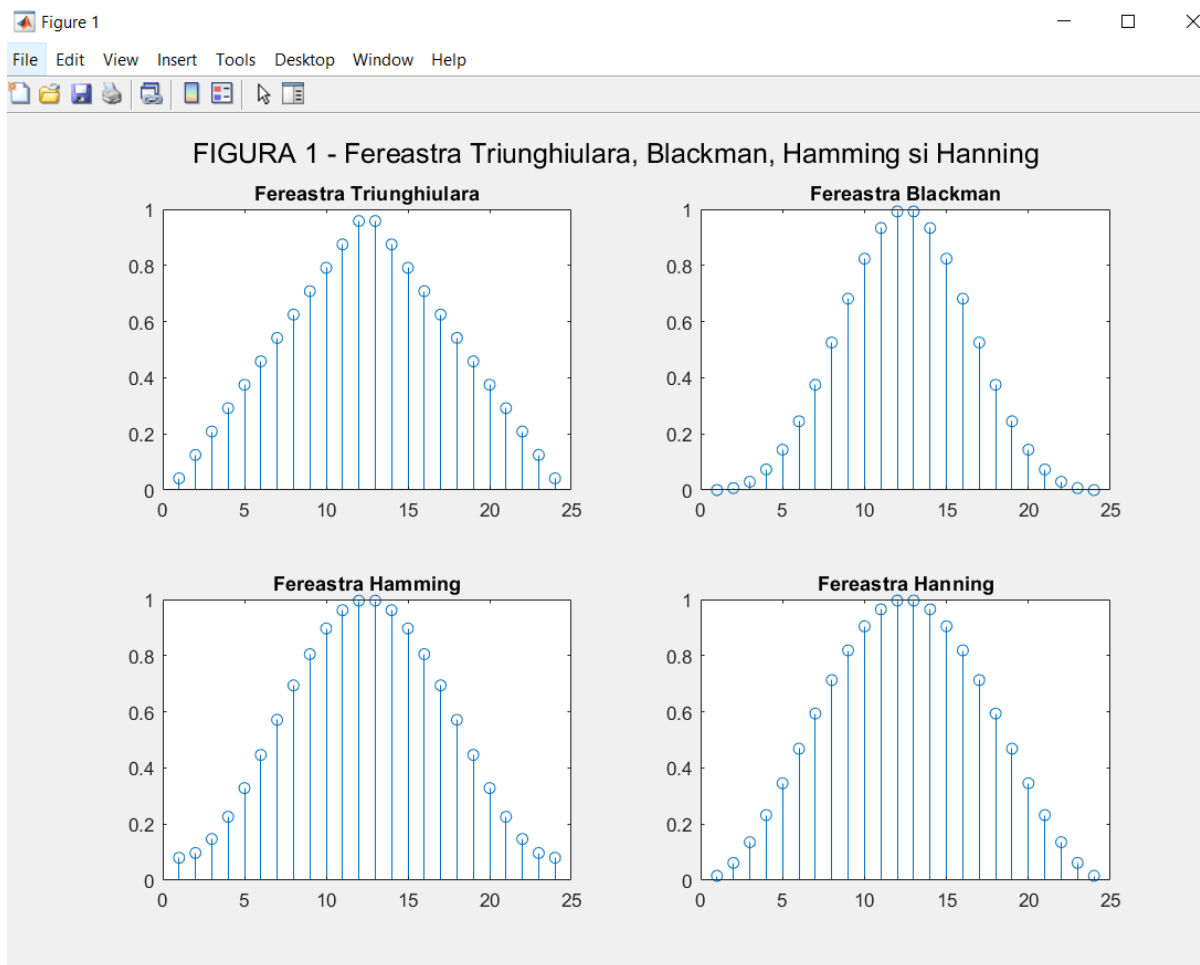 Figure 1
File Edit View Insert Tools Desktop Window Help
FIGURA 1 - Fereastra Triunghiulara, Blackman, Hamming si Hanning
Fereastra Triunghiulara
1
0.8
0.6
0.4
0.2
0
0 5 10 15 20 25
Fereastra Blackman
1
0.8
0.6
0.4
0.2
0
0 5 10 15 20 25
Fereastra Hamming
1
0.8
0.6
0.4
0.2
0
0 5 10 15 20 25
Fereastra Hanning
1
0.8
0.6
0.4
0.2
0
0 5 10 15 20 25